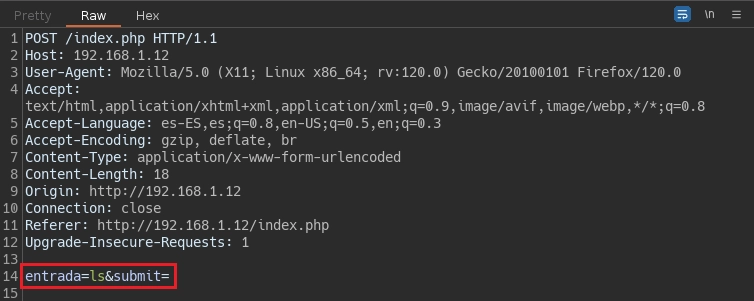 Pretty Raw Hex \n
1 POST /index.php HTTP/1.1
2 Host: 192.168.1.12
3 User-Agent: Mozilla/5.0 (X11; Linux x86_64; rv:120.0) Gecko/20100101 Firefox/120.0
4 Accept:
text/html,application/xhtml+xml,application/xml;q=0.9,image/avif,image/webp,*/*;q=0.8
5 Accept-Language: es-ES,es;q=0.8,en-US;q=0.5,en;q=0.3
6 Accept-Encoding: gzip, deflate, br
7 Content-Type: application/x-www-form-urlencoded
8 Content-Length: 18
9 Origin: http://192.168.1.12
10 Connection: close
11 Referer: http://192.168.1.12/index.php
12 Upgrade-Insecure-Requests: 1
13
14 entrada=ls&submit=
15